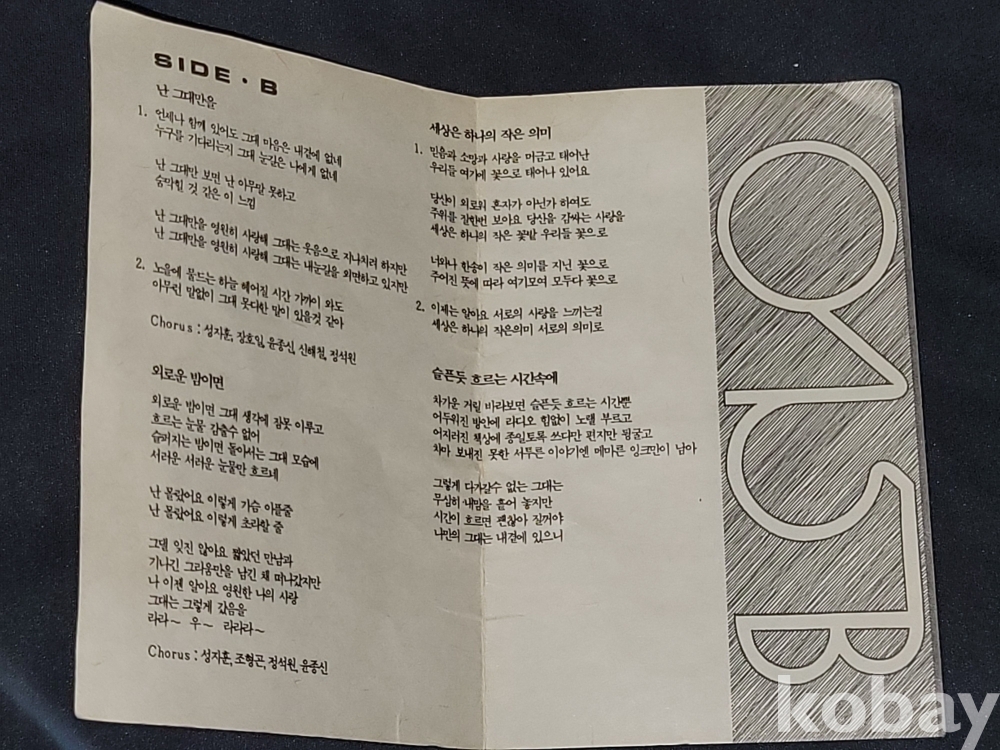 SIDE·B
난 그대만을
1. 언제나 함께 있어도 그대 마음은 내곁에 없네
누구를 기다리는지 그대 눈길은 나에게 없네
난 그대만 보면 난 아무말 못하고
숨막힐 것 같은 이 느낌
난 그대만을 영원히 사랑해 그대는 웃음으로 지나치려 하지만
난 그대만을 영원히 사랑해 그대는 내눈길을 외면하고 있지만
2. 노을에 물드는 하늘 헤어질 시간 가까이 와도
아무런 말없이 그대 못다한 말이 있을것 같아
Chorus : 성지훈, 장호일, 윤종신, 신해철, 정석원
외로운 밤이면
외로운 밤이면 그대 생각에 잠못 이루고
흐르는 눈물 감출수 없어
슬퍼지는 밤이면 돌아서는 그대 모습에
서러운 서러운 눈물만 흐르네
난 몰랐어요 이렇게 가슴 아플줄
난 몰랐어요 이렇게 초라할 줄
그댈 잊진 않아요 짧았던 만남과
기나긴 그리움만을 남긴 채 떠나갔지만
나 이젠 알아요 영원한 나의 사랑
그대는 그렇게 갔음을
라라～ 우～ 라라라～
Chorus : 성지훈, 조형곤, 정석원, 윤종신
세상은 하나의 작은 의미
1. 믿음과 소망과 사랑을 머금고 태어난
우리들 여기에 꽃으로 태어나 있어요
당신이 외로워 혼자가 아닌가 하여도
주위를 잘한번 보아요 당신을 감싸는 사랑을
세상은 하나의 작은 꽃밭 우리들 꽃으로
너와나 한송이 작은 의미를 지닌 꽃으로
주어진 뜻에 따라 여기모여 모두다 꽃으로
2. 이제는 알아요 서로의 사랑을 느끼는걸
세상은 하나의 작은의미 서로의 의미로
슬픈듯 흐르는 시간속에
차가운 거릴 바라보면 슬픈듯 흐르는 시간뿐
어두워진 방안에 라디오 힘없이 노랠 부르고
어지러진 책상에 종일토록 쓰다만 편지만 뒹굴고
차마 보내진 못한 서투른 이야기엔 메마른 잉크만이 남아
그렇게 다가갈수 없는 그대는
무심히 내맘을 흩어 놓지만
시간이 흐르면 괜찮아 질꺼야
나만의 그대는 내곁에 있으니
O15B
kobay